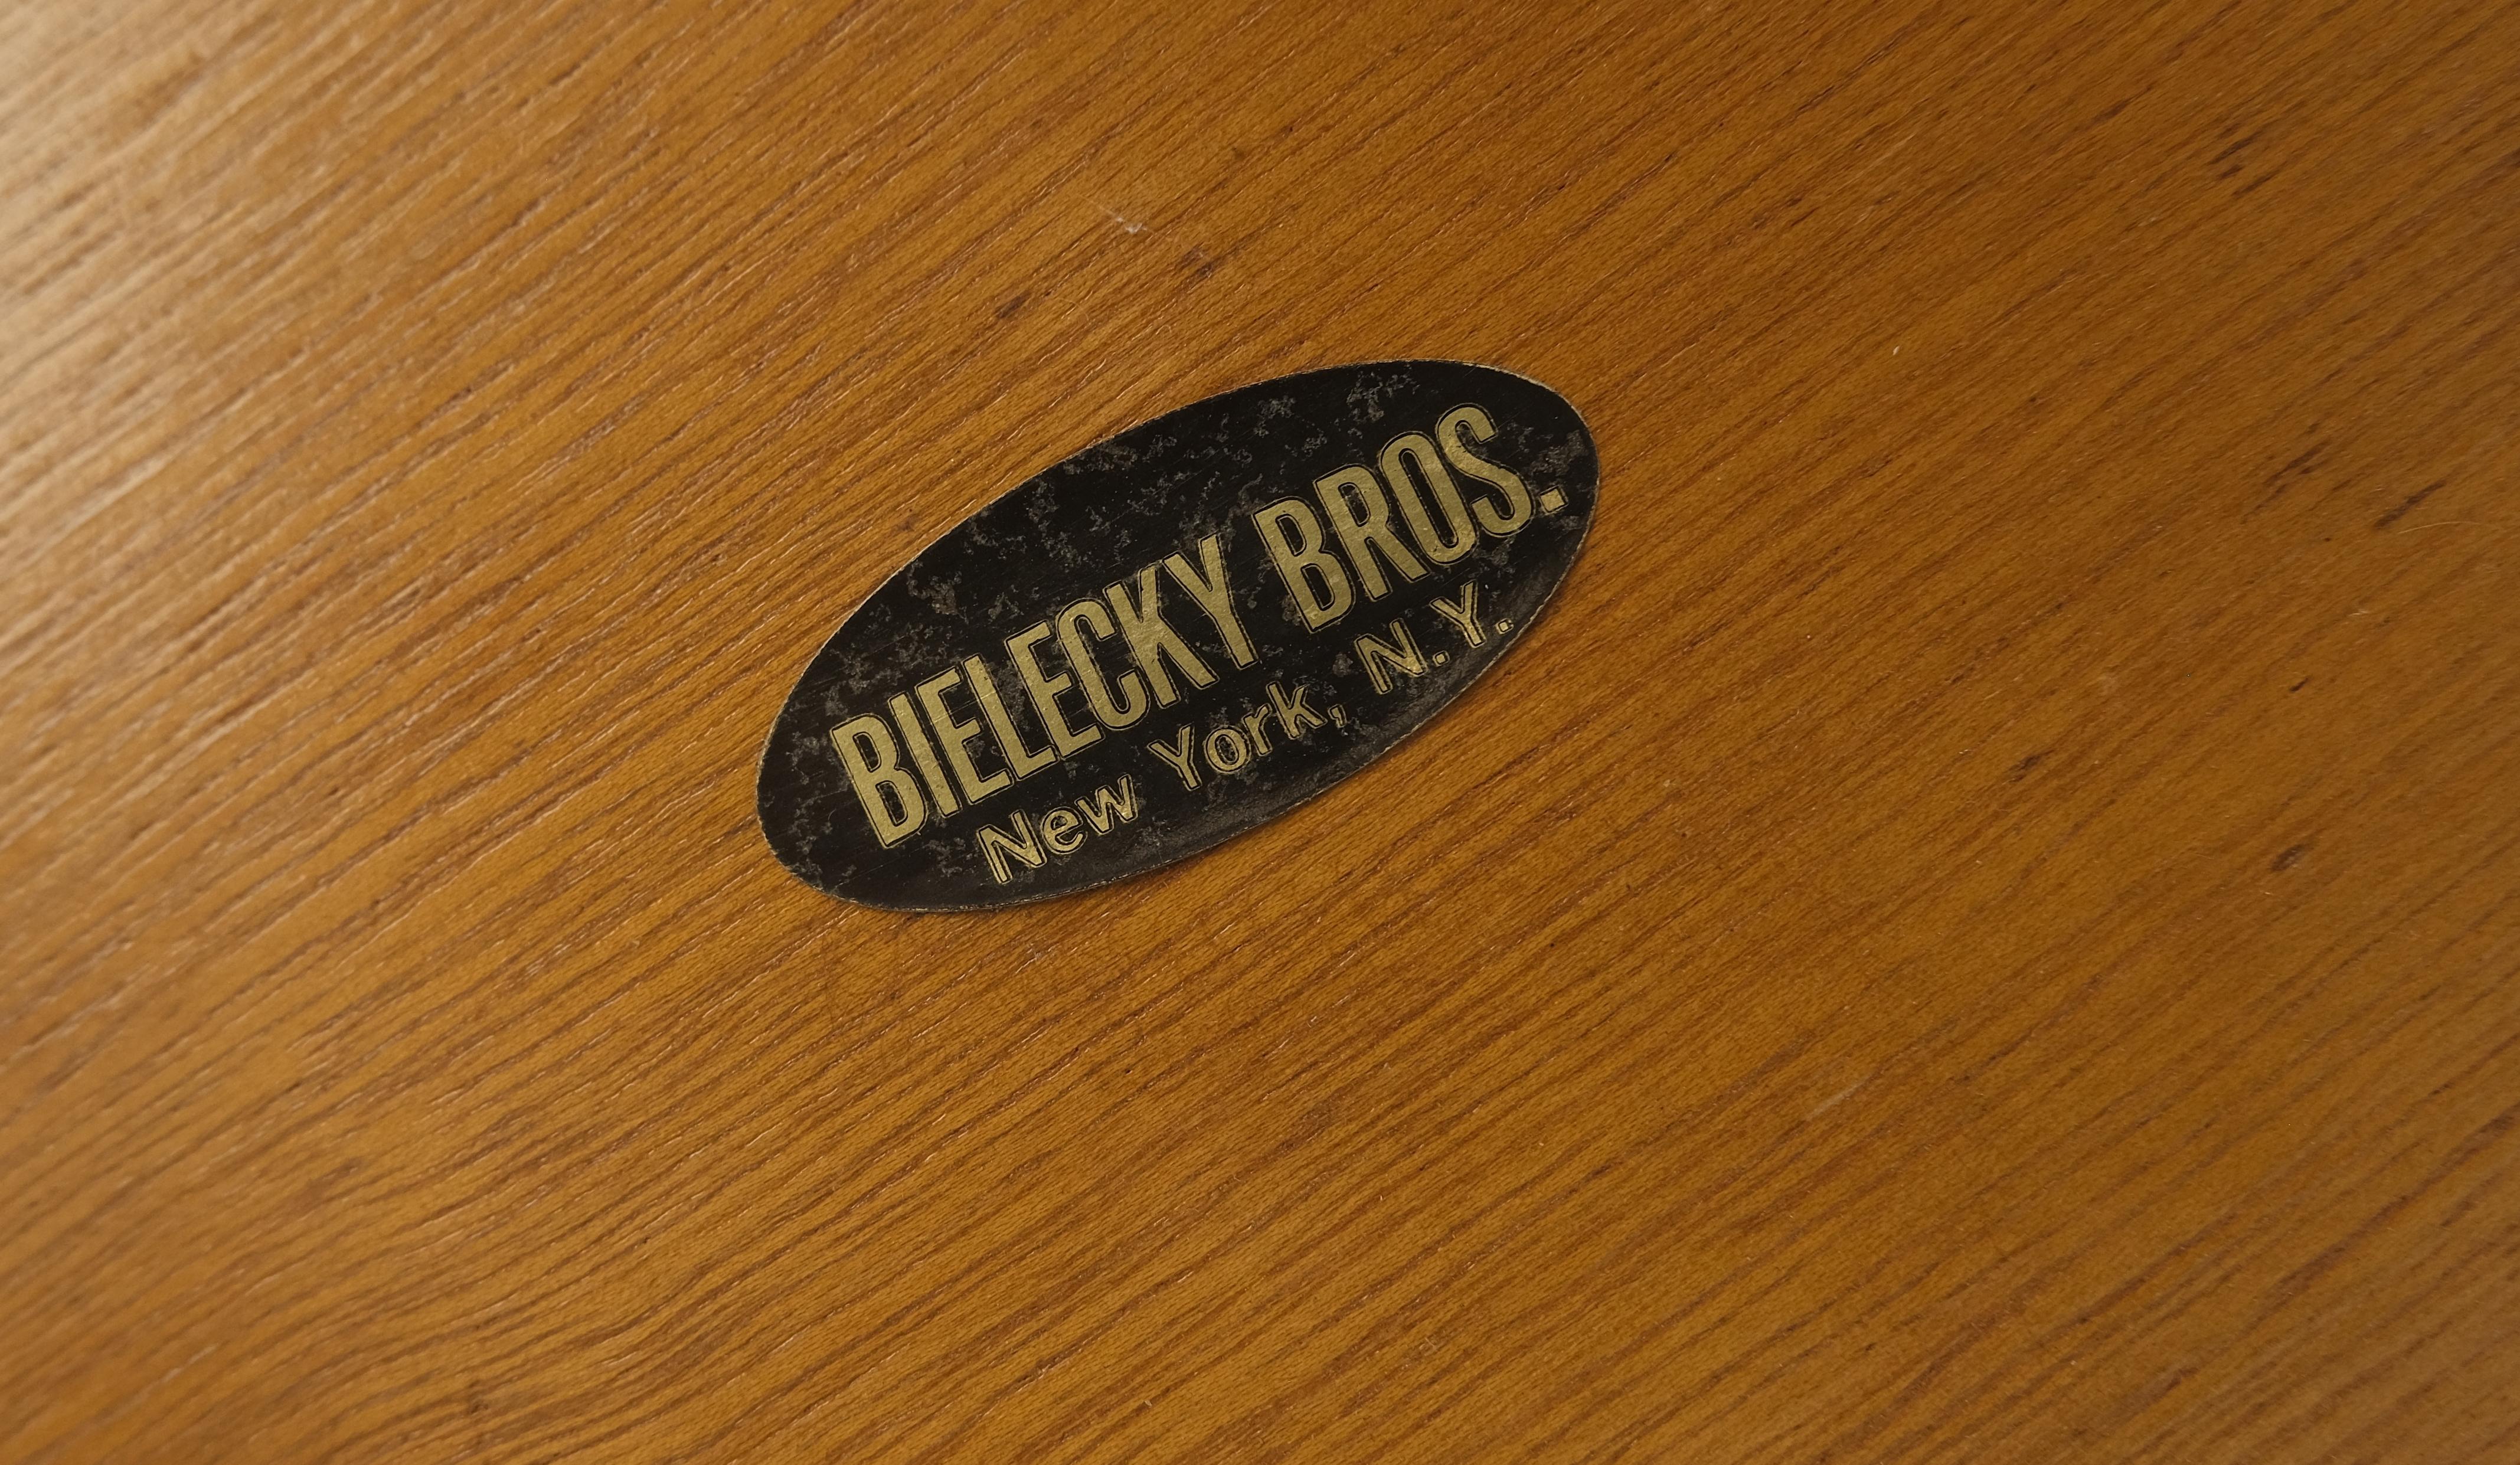 BIELECKY BROS.
New York, N.Y.